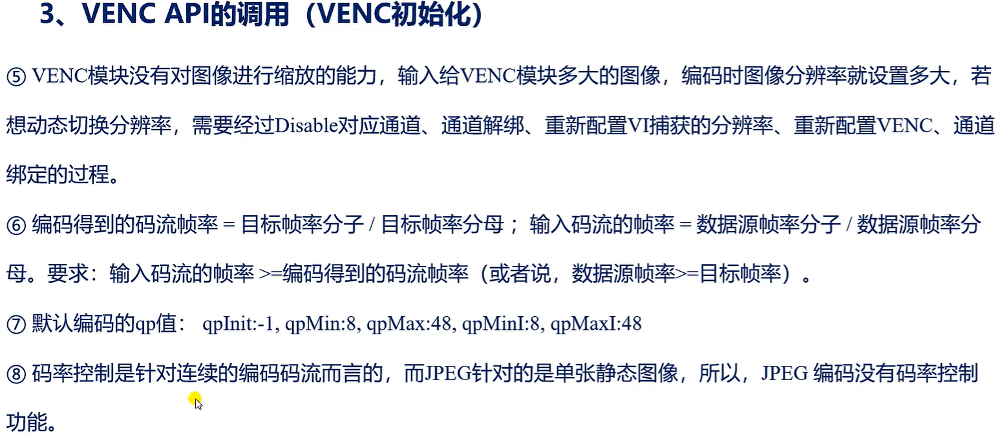 3、VENC API的调用（VENC初始化）
⑤ VENC模块没有对图像进行缩放的能力，输入给VENC模块多大的图像，编码时图像分辨率就设置多大，若
想动态切换分辨率，需要经过Disable对应通道、通道解绑、重新配置VI捕获的分辨率、重新配置VENC、通道
绑定的过程。
⑥ 编码得到的码流帧率 = 目标帧率分子 / 目标帧率分母 ；输入码流的帧率 = 数据源帧率分子 / 数据源帧率分
母。要求：输入码流的帧率 >=编码得到的码流帧率（或者说，数据源帧率>=目标帧率）。
⑦ 默认编码的qp值： qpInit:-1, qpMin:8, qpMax:48, qpMinI:8, qpMaxI:48
⑧ 码率控制是针对连续的编码码流而言的，而JPEG针对的是单张静态图像，所以，JPEG 编码没有码率控制
功能。